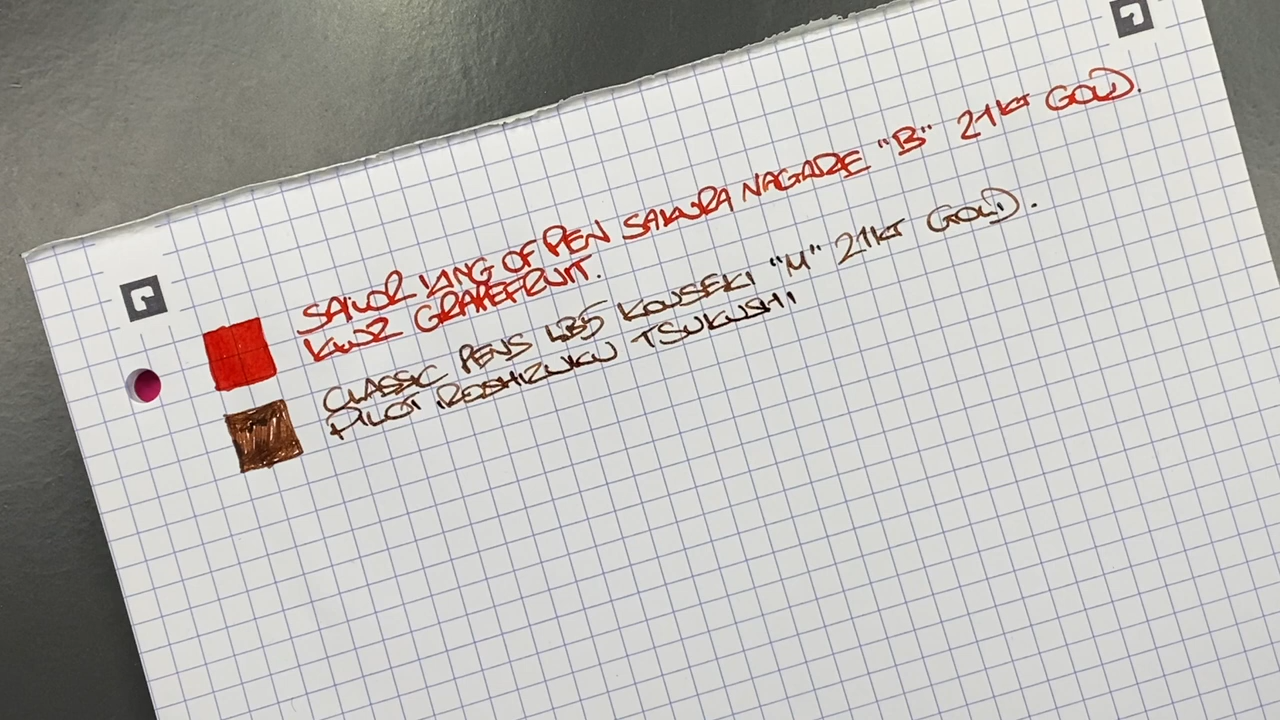 SAILOR KING OF PEN SAKURA NAGARE "B" 21KT GOLD.
KWZ GRAPEFRUIT.
CLASSIC PENS LB5 KOUSEKI "M" 21KT GOLD.
PILOT IROSHIZUKU TSUKUSHI